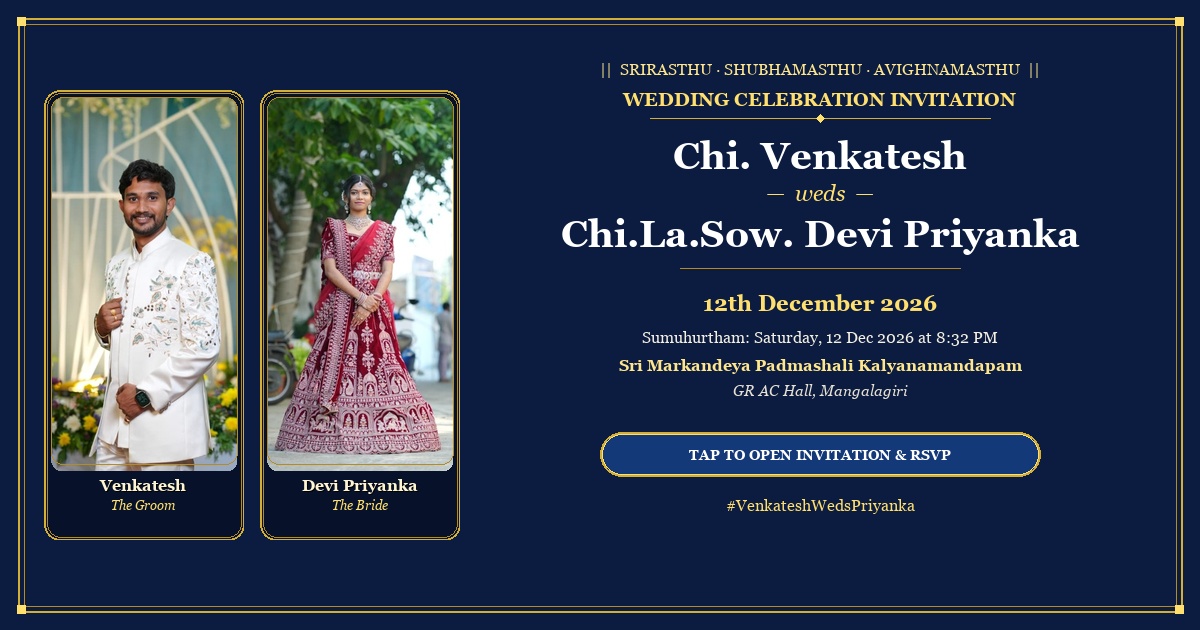 || SRIRASTHU · SHUBHAMASTHU · AVIGHNAMASTHU ||
WEDDING CELEBRATION INVITATION
Chi. Venkatesh
— weds —
Chi.La.Sow. Devi Priyanka
12th December 2026
Sumuhurtham: Saturday, 12 Dec 2026 at 8:32 PM
Sri Markandeya Padmashali Kalyanamandapam
GR AC Hall, Mangalagiri
TAP TO OPEN INVITATION & RSVP
#VenkateshWedsPriyanka
Venkatesh
The Groom
Devi Priyanka
The Bride